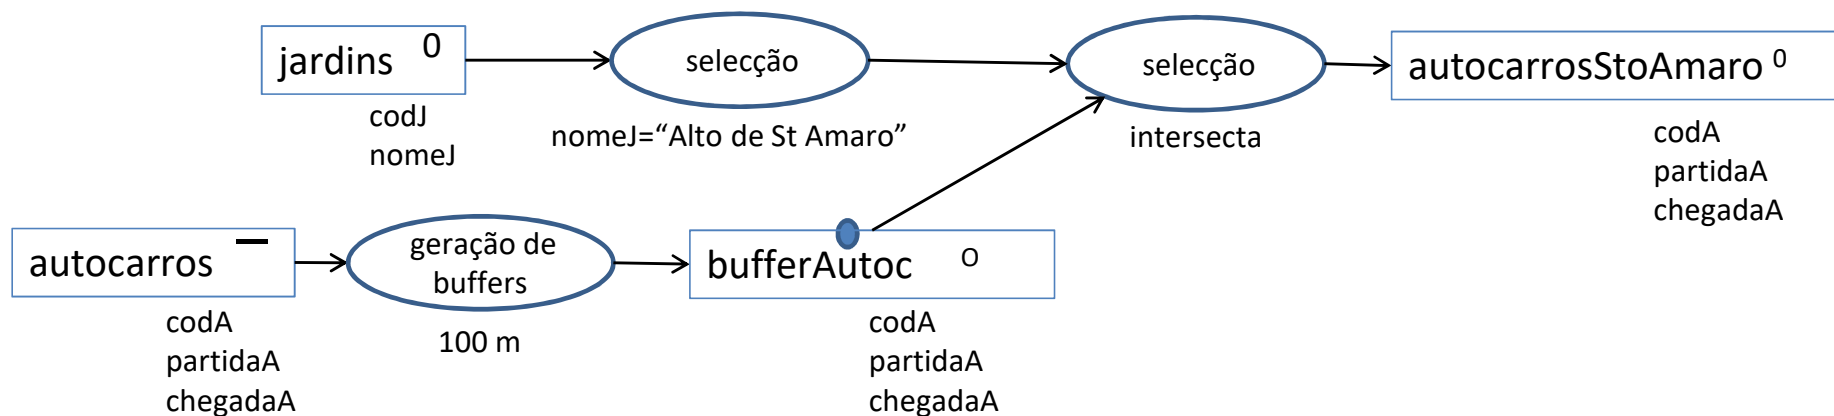 jardins 0
selecção
selecção
autocarrosStoAmaro 0
codJ
nomeJ
nomeJ=“Alto de St Amaro”
intersecta
codA
partidaA
chegadaA
autocarros —
geração de
buffers
bufferAutoc O
codA
partidaA
chegadaA
100 m
codA
partidaA
chegadaA